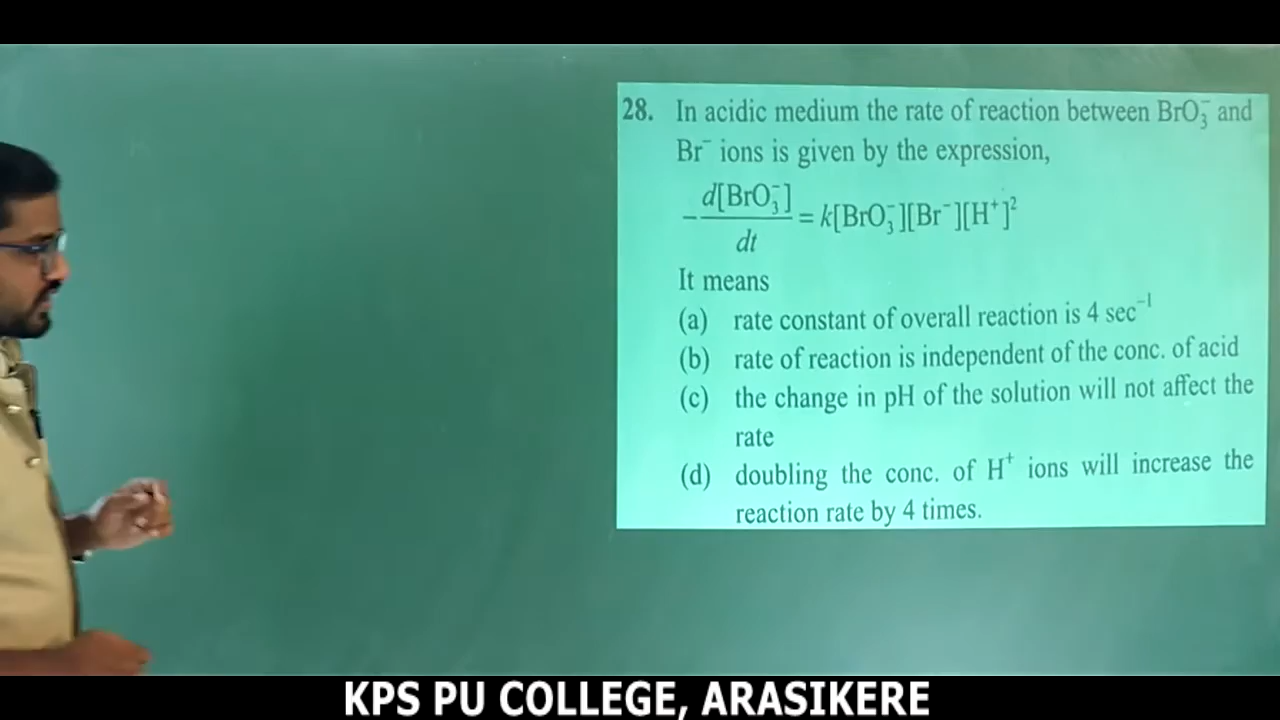 28. In acidic medium the rate of reaction between BrO₃⁻ and
Br⁻ ions is given by the expression,
−d[BrO₃⁻]/dt = k[BrO₃⁻][Br⁻][H⁺]²
It means
(a) rate constant of overall reaction is 4 sec⁻¹
(b) rate of reaction is independent of the conc. of acid
(c) the change in pH of the solution will not affect the
rate
(d) doubling the conc. of H⁺ ions will increase the
reaction rate by 4 times.
KPS PU COLLEGE, ARASIKERE